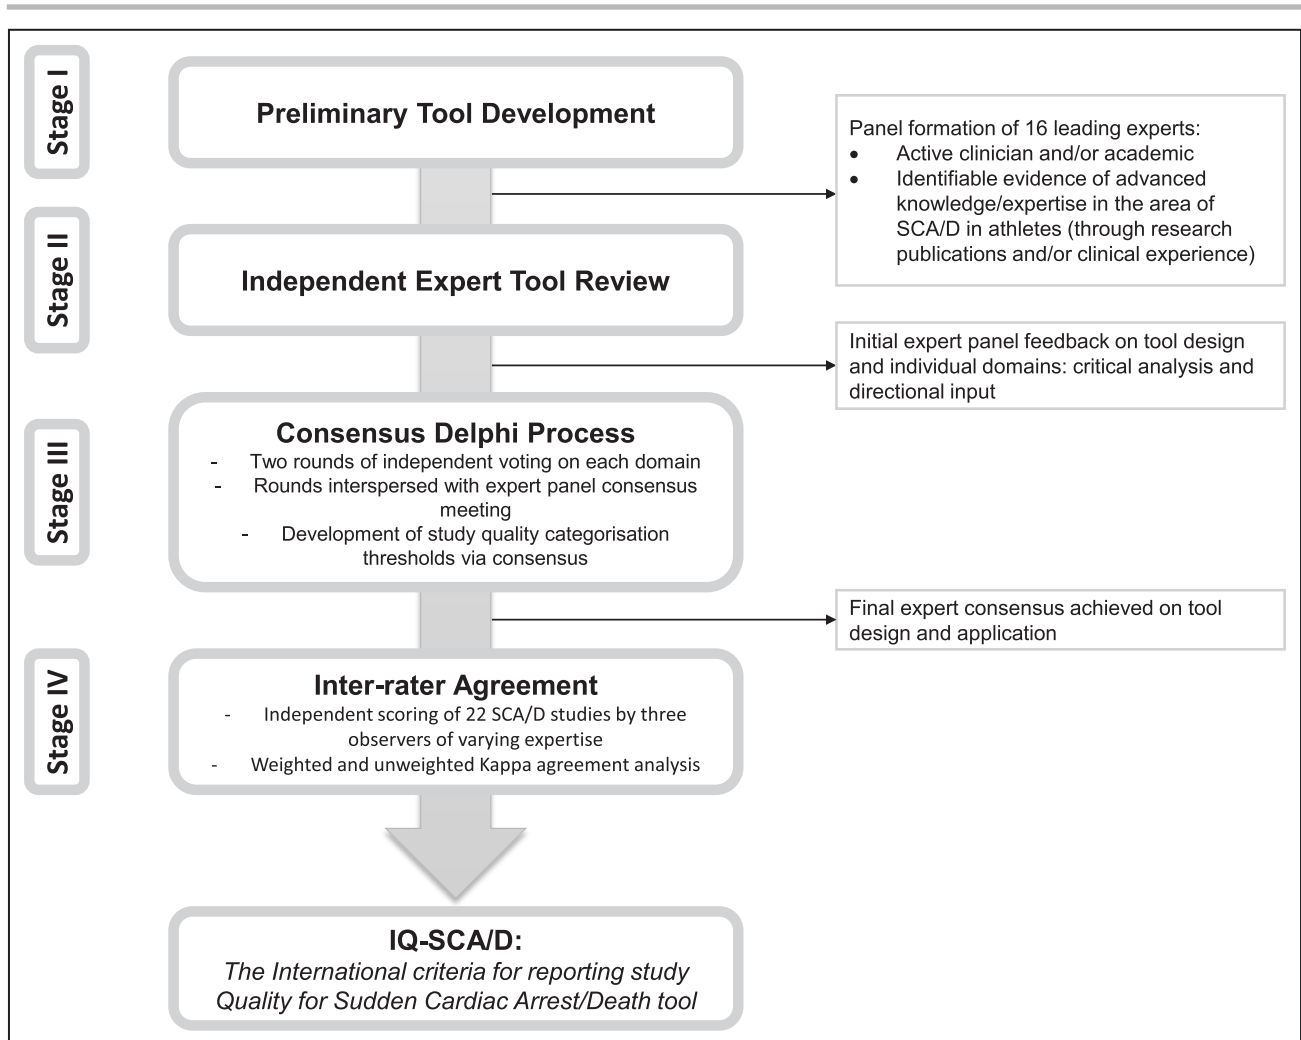 Stage I
Preliminary Tool Development
Panel formation of 16 leading experts:
• Active clinician and/or academic
• Identifiable evidence of advanced
knowledge/expertise in the area of
SCA/D in athletes (through research
publications and/or clinical experience)
Stage II
Independent Expert Tool Review
Initial expert panel feedback on tool design
and individual domains: critical analysis and
directional input
Stage III
Consensus Delphi Process
- Two rounds of independent voting on each domain
- Rounds interspersed with expert panel consensus
meeting
- Development of study quality categorisation
thresholds via consensus
Final expert consensus achieved on tool
design and application
Stage IV
Inter-rater Agreement
- Independent scoring of 22 SCA/D studies by three
observers of varying expertise
- Weighted and unweighted Kappa agreement analysis
IQ-SCA/D:
The International criteria for reporting study
Quality for Sudden Cardiac Arrest/Death tool